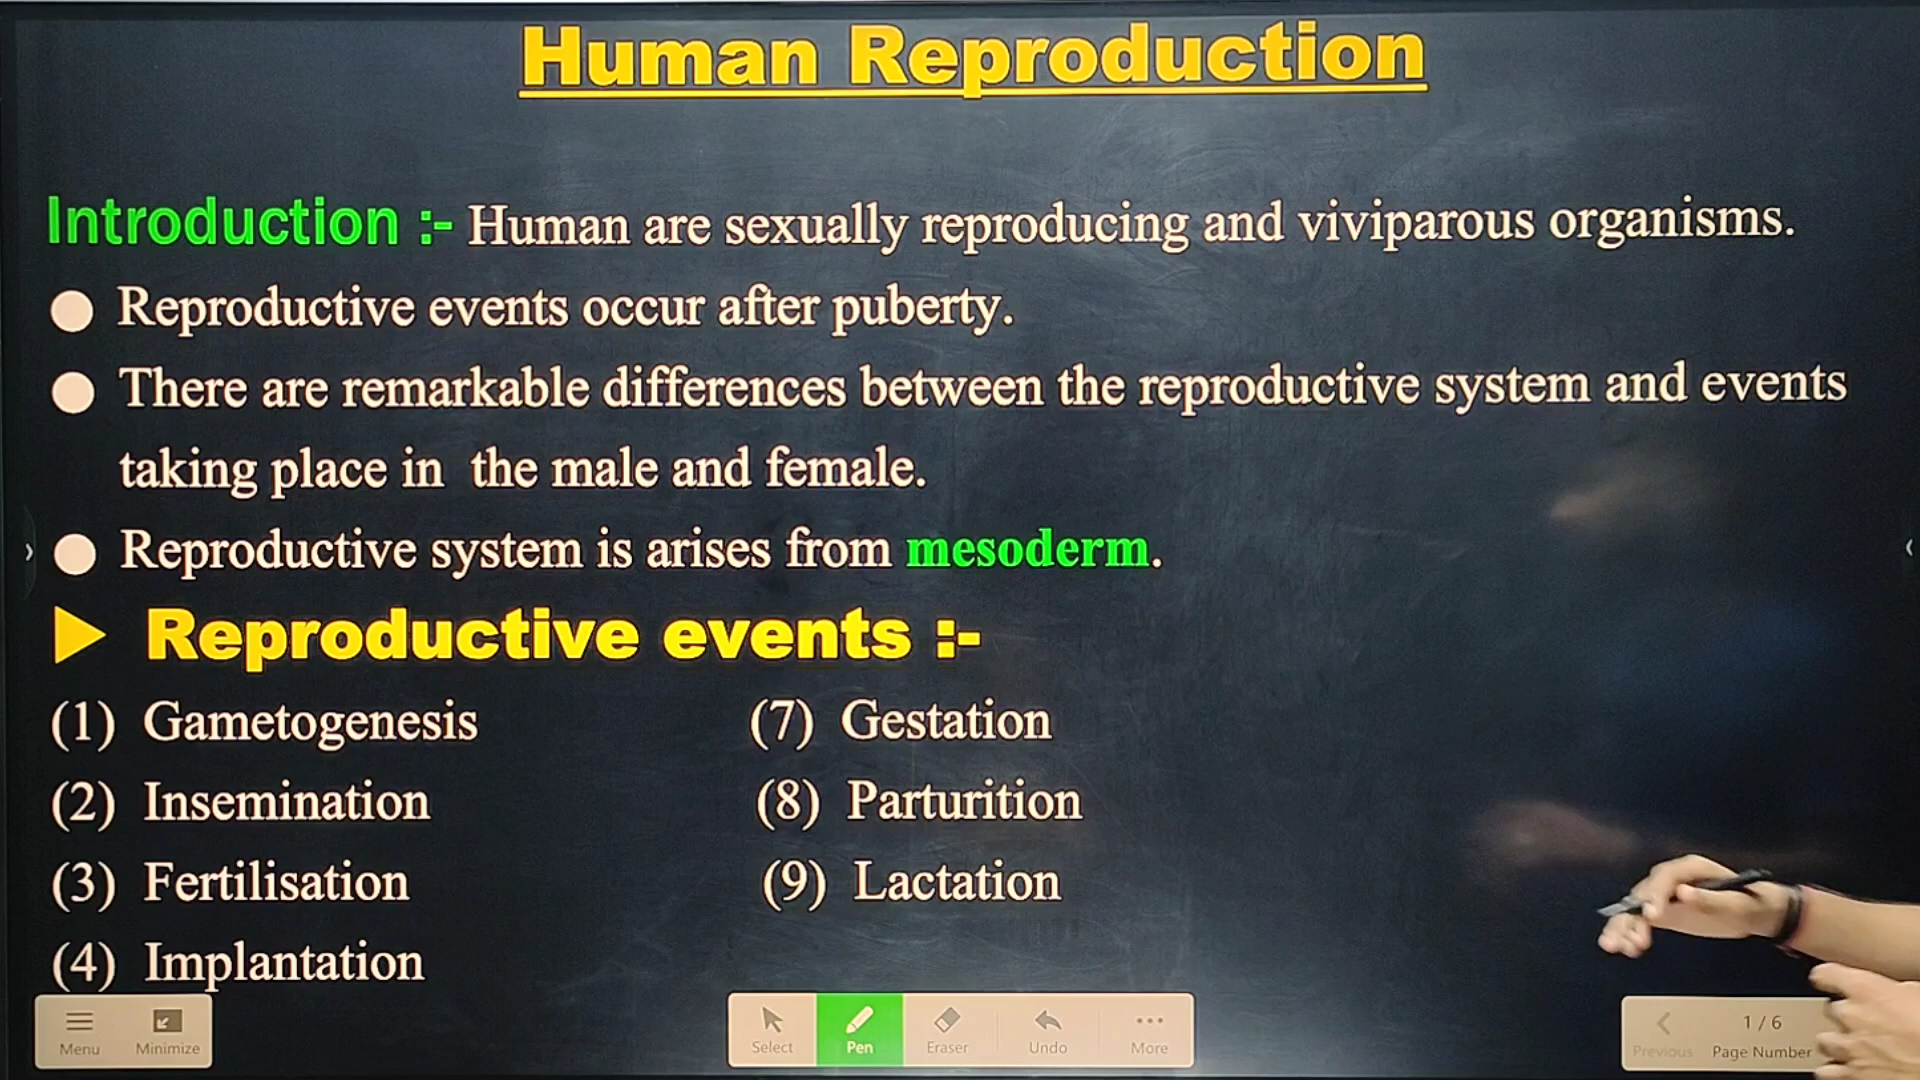 Human Reproduction
Introduction :- Human are sexually reproducing and viviparous organisms.
Reproductive events occur after puberty.
There are remarkable differences between the reproductive system and events
taking place in the male and female.
Reproductive system is arises from mesoderm.
Reproductive events :-
(1) Gametogenesis
(2) Insemination
(3) Fertilisation
(4) Implantation
(7) Gestation
(8) Parturition
(9) Lactation
Menu
Minimize
Select
Pen
Eraser
Undo
More
1 / 6
Previous
Page Number